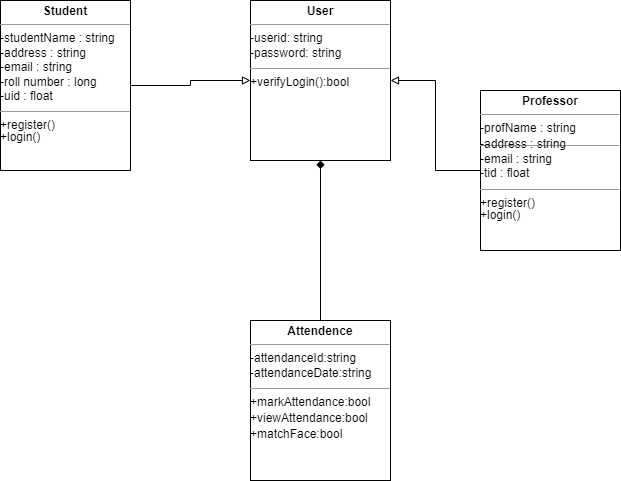 Student
-studentName : string
-address : string
-email : string
-roll number : long
-uid : float
+register()
+login()
User
-userid: string
-password: string
+verifyLogin():bool
Professor
-profName : string
-address : string
-email : string
-tid : float
+register()
+login()
Attendence
-attendanceId:string
-attendanceDate:string
+markAttendance:bool
+viewAttendance:bool
+matchFace:bool